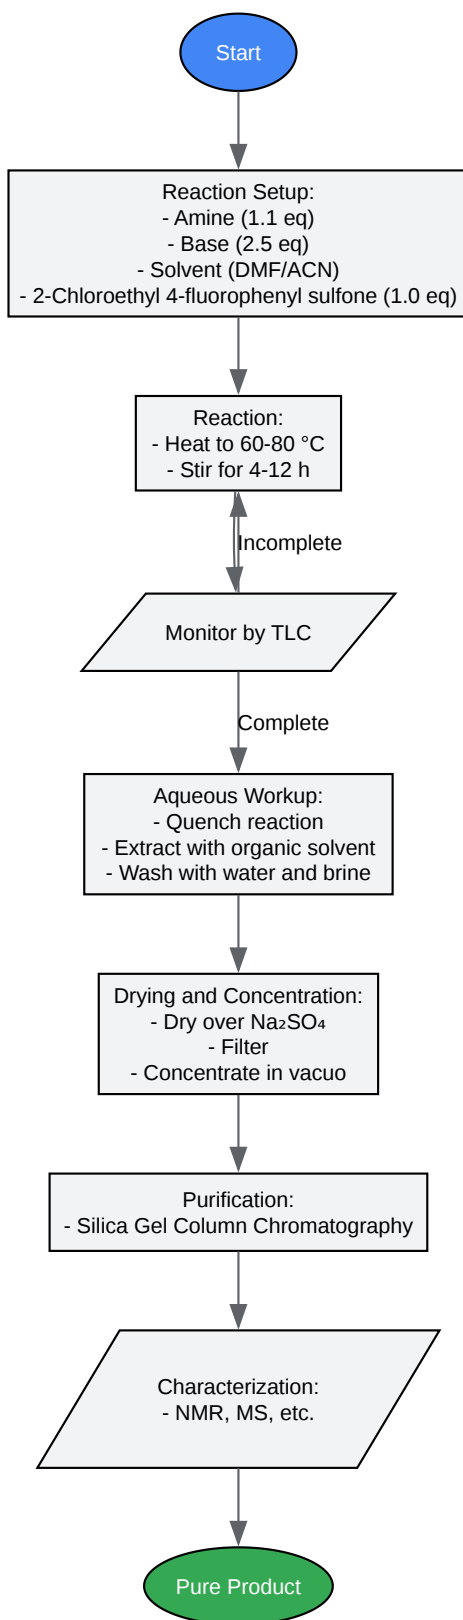 Start
Reaction Setup:
- Amine (1.1 eq)
- Base (2.5 eq)
- Solvent (DMF/ACN)
- 2-Chloroethyl 4-fluorophenyl sulfone (1.0 eq)
Reaction:
- Heat to 60-80 °C
- Stir for 4-12 h
Incomplete
Monitor by TLC
Complete
Aqueous Workup:
- Quench reaction
- Extract with organic solvent
- Wash with water and brine
Drying and Concentration:
- Dry over Na₂SO₄
- Filter
- Concentrate in vacuo
Purification:
- Silica Gel Column Chromatography
Characterization:
- NMR, MS, etc.
Pure Product